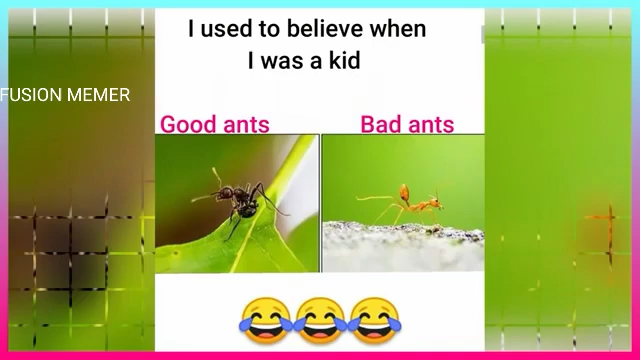 I used to believe when
I was a kid
FUSION MEMER
Good ants
Bad ants